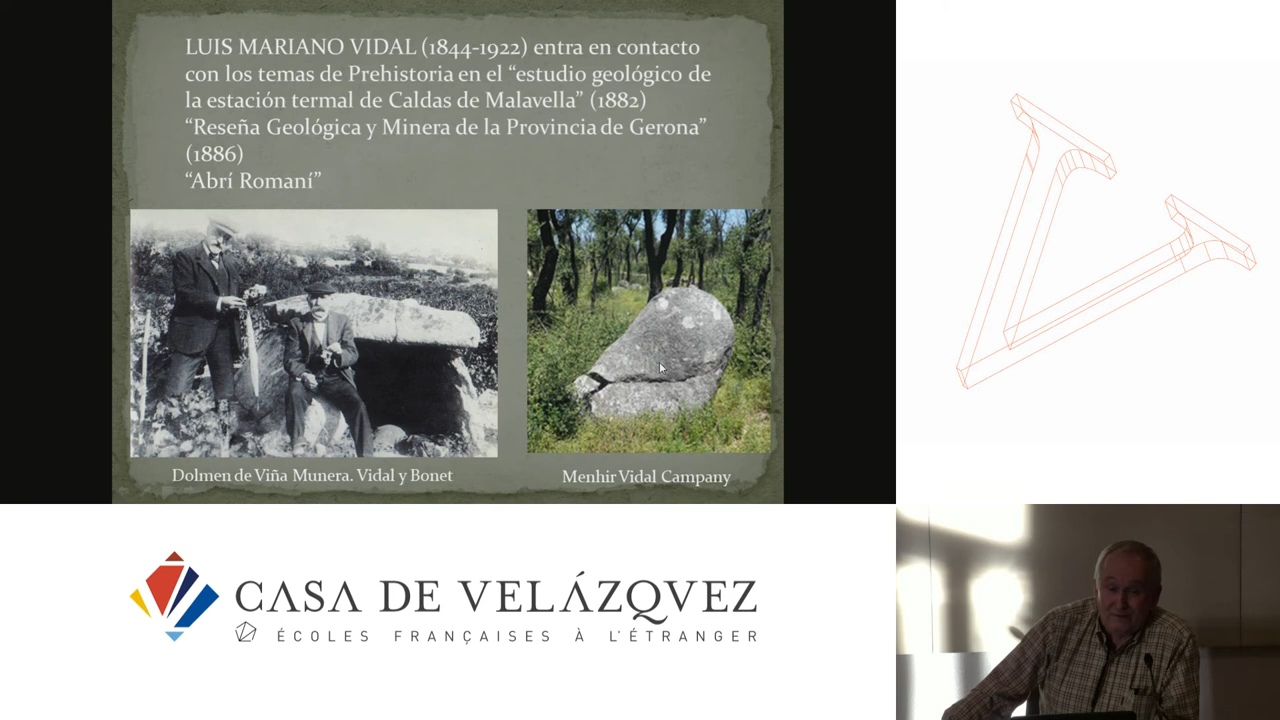 LUIS MARIANO VIDAL (1844-1922) entra en contacto
con los temas de Prehistoria en el “estudio geológico de
la estación termal de Caldas de Malavella” (1882)
“Reseña Geológica y Minera de la Provincia de Gerona”
(1886)
“Abrí Romaní”
Dolmen de Viña Munera. Vidal y Bonet
Menhir Vidal Campany
CASA DE VELÁZQVEZ
ÉCOLES FRANÇAISES À L'ÉTRANGER